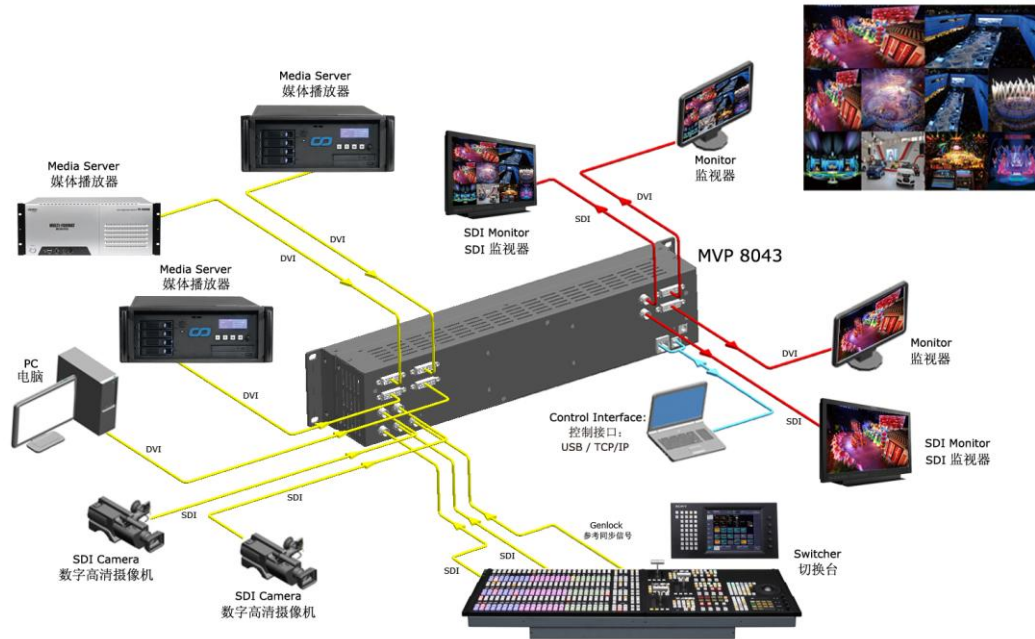 Media Server
媒体播放器
Media Server
媒体播放器
Media Server
媒体播放器
PC
电脑
DVI
DVI
DVI
DVI
SDI Camera
数字高清摄像机
SDI Camera
数字高清摄像机
SDI
SDI
SDI
SDI
Genlock
参考同步信号
Switcher
切换台
MVP 8043
SDI Monitor
SDI 监视器
Monitor
监视器
SDI
DVI
Monitor
监视器
DVI
SDI
SDI Monitor
SDI 监视器
Control Interface:
控制接口:
USB / TCP/IP
SONY